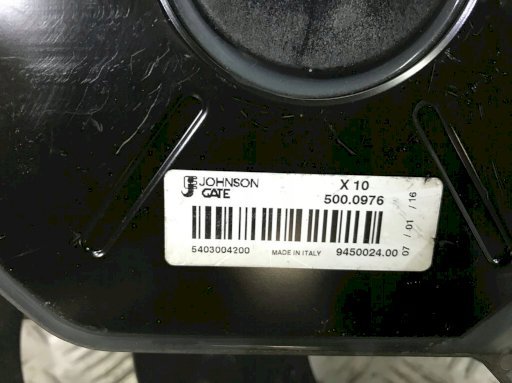 JOHNSON
GATE
X 10
500.0976
5403004200
MADE IN ITALY
9450024.00
07 / 01 / 16